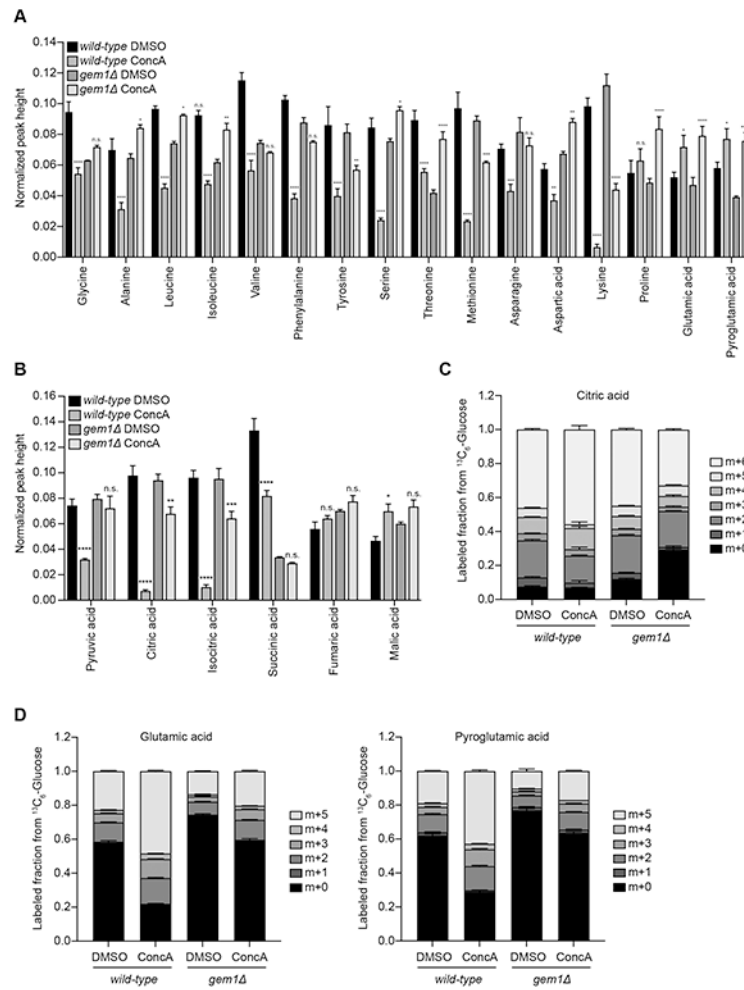 A
0.14
0.12
0.10
0.08
0.06
0.04
0.02
0.00
Normalized peak height
wild-type DMSO
wild-type ConcA
gem1Δ DMSO
gem1Δ ConcA
Glycine
Alanine
Leucine
Isoleucine
Valine
Phenylalanine
Tyrosine
Serine
Threonine
Methionine
Asparagine
Aspartic acid
Lysine
Proline
Glutamic acid
Pyroglutamic acid
n.s.
n.s.
n.s.
n.s.
n.s.
n.s.
B
0.16
0.14
0.12
0.10
0.08
0.06
0.04
0.02
0.00
Normalized peak height
wild-type DMSO
wild-type ConcA
gem1Δ DMSO
gem1Δ ConcA
**** n.s.
**** **
**** ***
**** n.s.
n.s. n.s.
* n.s.
Pyruvic acid
Citric acid
Isocitric acid
Succinic acid
Fumaric acid
Malic acid
C
Citric acid
1.2
1.0
0.8
0.6
0.4
0.2
0.0
Labeled fraction from ¹³C₆-Glucose
m+6
m+5
m+4
m+3
m+2
m+1
m+0
DMSO ConcA DMSO ConcA
wild-type gem1Δ
D
Glutamic acid
1.2
1.0
0.8
0.6
0.4
0.2
0.0
Labeled fraction from ¹³C₆-Glucose
m+5
m+4
m+3
m+2
m+1
m+0
DMSO ConcA DMSO ConcA
wild-type gem1Δ
Pyroglutamic acid
1.2
1.0
0.8
0.6
0.4
0.2
0.0
Labeled fraction from ¹³C₆-Glucose
m+5
m+4
m+3
m+2
m+1
m+0
DMSO ConcA DMSO ConcA
wild-type gem1Δ